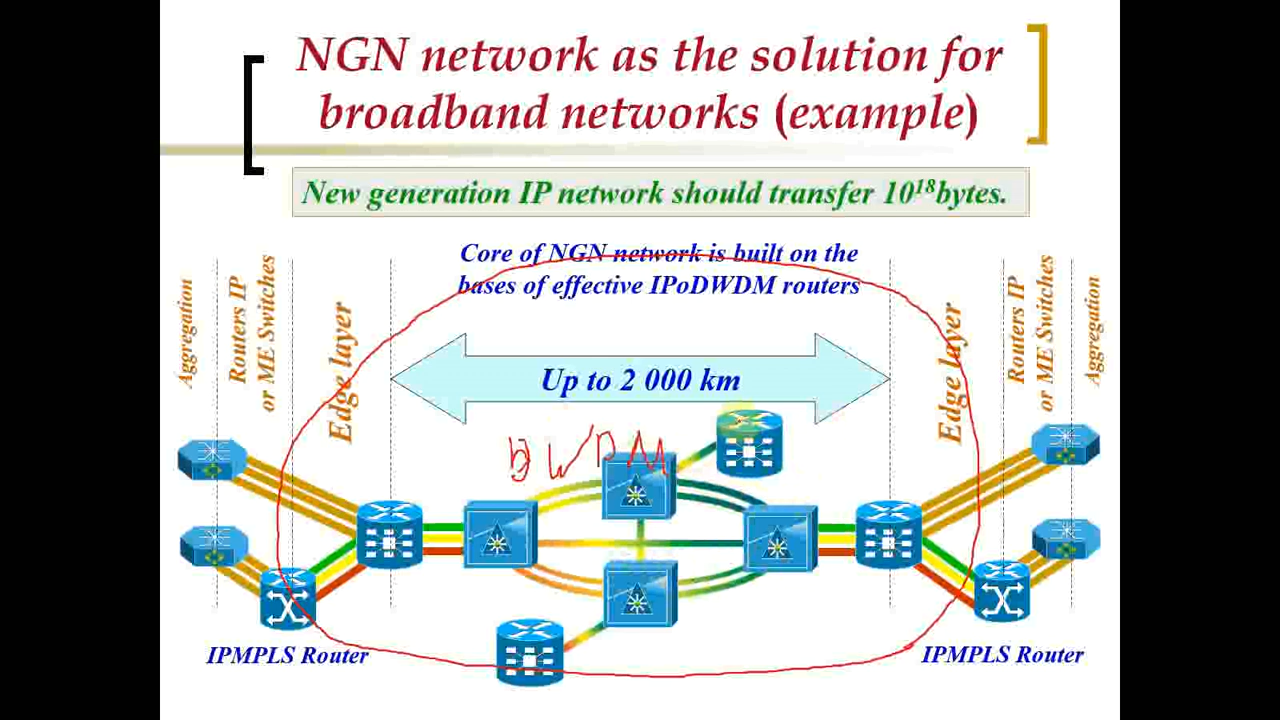 NGN network as the solution for
broadband networks (example)
New generation IP network should transfer 10¹⁸bytes.
Core of NGN network is built on the
bases of effective IPoDWDM routers
Aggregation
Routers IP
or ME Switches
Edge layer
Up to 2 000 km
Edge layer
Routers IP
or ME Switches
Aggregation
DWDM
IPMPLS Router
IPMPLS Router